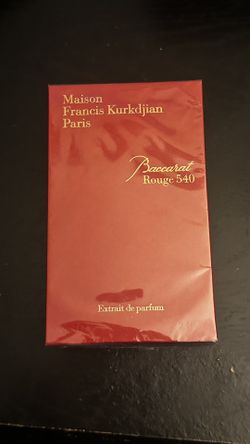 Maison
Francis Kurkdjian
Paris
Baccarat
Rouge 540
Extrait de parfum